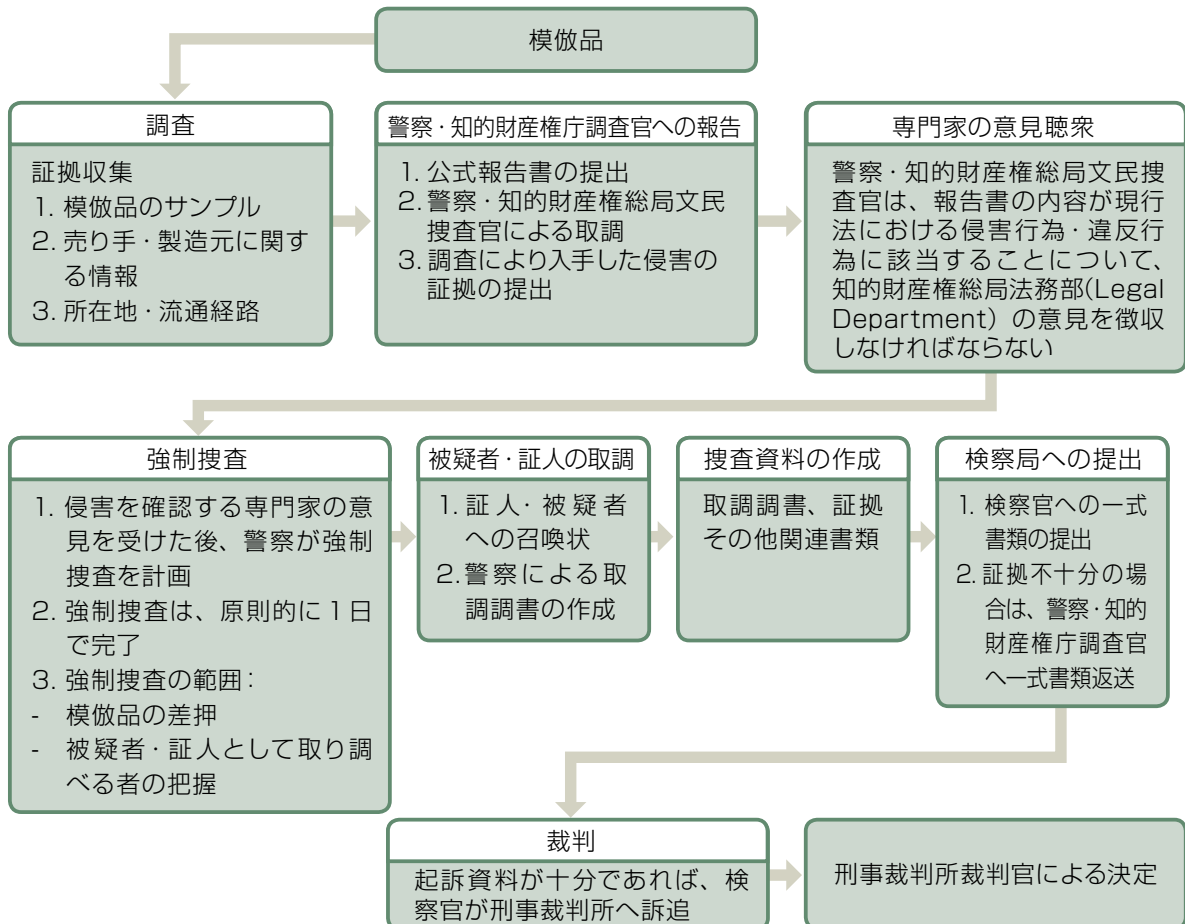 模倣品
調査
証拠収集
1. 模倣品のサンプル
2. 売り手・製造元に関す
る情報
3. 所在地・流通経路
警察・知的財産権庁調査官への報告
1. 公式報告書の提出
2. 警察・知的財産権総局文民
捜査官による取調
3. 調査により入手した侵害の
証拠の提出
専門家の意見聴衆
警察・知的財産権総局文民捜
査官は、報告書の内容が現行
法における侵害行為・違反行
為に該当することについて、
知的財産権総局法務部(Legal
Department）の意見を徴収
しなければならない
強制捜査
1. 侵害を確認する専門家の意
見を受けた後、警察が強制
捜査を計画
2. 強制捜査は、原則的に1日
で完了
3. 強制捜査の範囲：
- 模倣品の差押
- 被疑者・証人として取り調
べる者の把握
被疑者・証人の取調
1. 証人・被疑者
への召喚状
2. 警察による取
調調書の作成
捜査資料の作成
取調調書、証拠
その他関連書類
検察局への提出
1. 検察官への一式
書類の提出
2. 証拠不十分の場
合は、警察・知的
財産権庁調査官
へ一式書類返送
裁判
起訴資料が十分であれば、検
察官が刑事裁判所へ訴追
刑事裁判所裁判官による決定